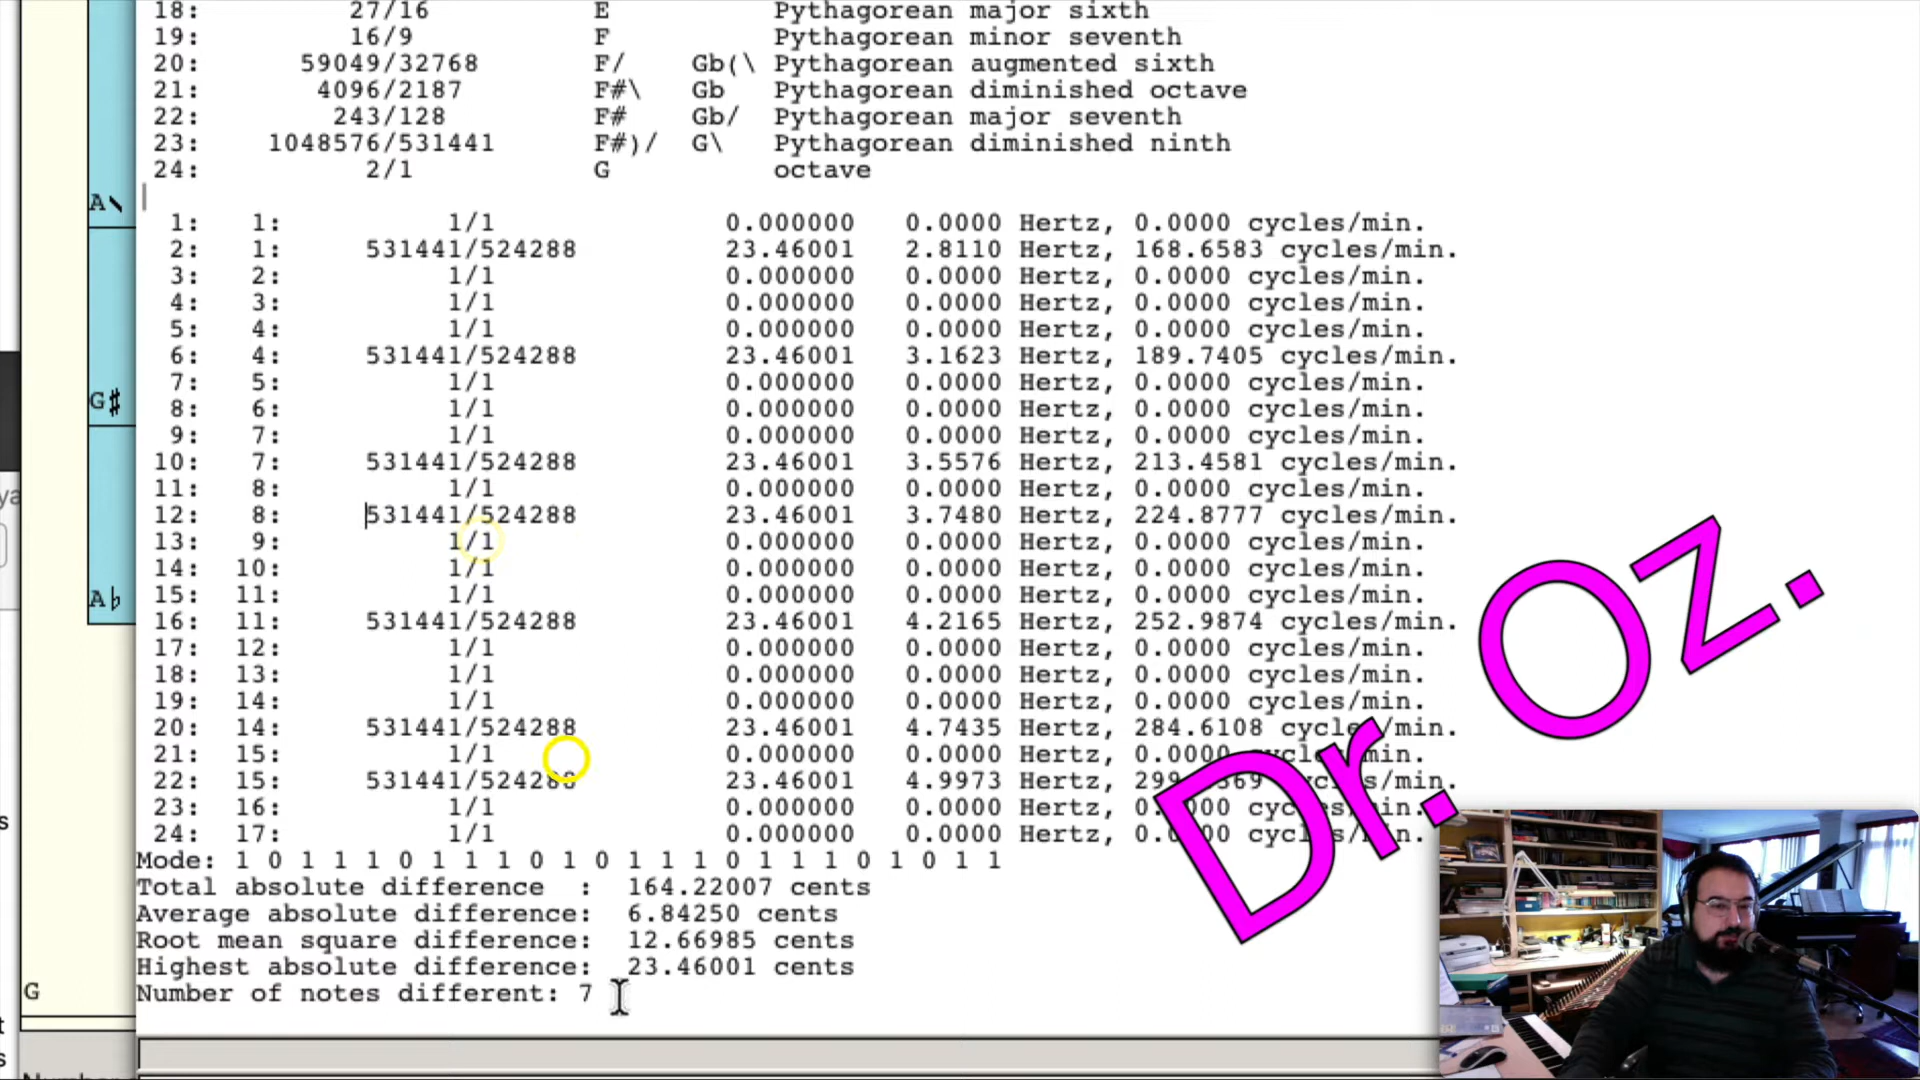 18: 27/16 E Pythagorean major sixth
19: 16/9 F Pythagorean minor seventh
20: 59049/32768 F/ Gb(\ Pythagorean augmented sixth
21: 4096/2187 F#\ Gb Pythagorean diminished octave
22: 243/128 F# Gb/ Pythagorean major seventh
23: 1048576/531441 F#)/ G\ Pythagorean diminished ninth
24: 2/1 G octave
A\
1: 1: 1/1 0.000000 0.0000 Hertz, 0.0000 cycles/min.
2: 1: 531441/524288 23.46001 2.8110 Hertz, 168.6583 cycles/min.
3: 2: 1/1 0.000000 0.0000 Hertz, 0.0000 cycles/min.
4: 3: 1/1 0.000000 0.0000 Hertz, 0.0000 cycles/min.
5: 4: 1/1 0.000000 0.0000 Hertz, 0.0000 cycles/min.
6: 4: 531441/524288 23.46001 3.1623 Hertz, 189.7405 cycles/min.
7: 5: 1/1 0.000000 0.0000 Hertz, 0.0000 cycles/min.
G♯
8: 6: 1/1 0.000000 0.0000 Hertz, 0.0000 cycles/min.
9: 7: 1/1 0.000000 0.0000 Hertz, 0.0000 cycles/min.
10: 7: 531441/524288 23.46001 3.5576 Hertz, 213.4581 cycles/min.
11: 8: 1/1 0.000000 0.0000 Hertz, 0.0000 cycles/min.
12: 8: 531441/524288 23.46001 3.7480 Hertz, 224.8777 cycles/min.
13: 9: 1/1 0.000000 0.0000 Hertz, 0.0000 cycles/min.
14: 10: 1/1 0.000000 0.0000 Hertz, 0.0000 cycles/min.
15: 11: 1/1 0.000000 0.0000 Hertz, 0.0000 cycles/min.
A♭
16: 11: 531441/524288 23.46001 4.2165 Hertz, 252.9874 cycles/min.
17: 12: 1/1 0.000000 0.0000 Hertz, 0.0000 cycles/min.
18: 13: 1/1 0.000000 0.0000 Hertz, 0.0000 cycles/min.
19: 14: 1/1 0.000000 0.0000 Hertz, 0.0000 cycles/min.
20: 14: 531441/524288 23.46001 4.7435 Hertz, 284.6108 cycles/min.
21: 15: 1/1 0.000000 0.0000 Hertz, 0.0000 cycles/min.
22: 15: 531441/524288 23.46001 4.9973 Hertz, cycles/min.
23: 16: 1/1 0.000000 0.0000 Hertz, cycles/min.
24: 17: 1/1 0.000000 0.0000 Hertz, cycles/min.
Dr. Oz.
Mode: 1 0 1 1 1 0 1 1 1 0 1 0 1 1 1 0 1 1 1 0 1 0 1 1
Total absolute difference : 164.22007 cents
Average absolute difference: 6.84250 cents
Root mean square difference: 12.66985 cents
Highest absolute difference: 23.46001 cents
G
Number of notes different: 7